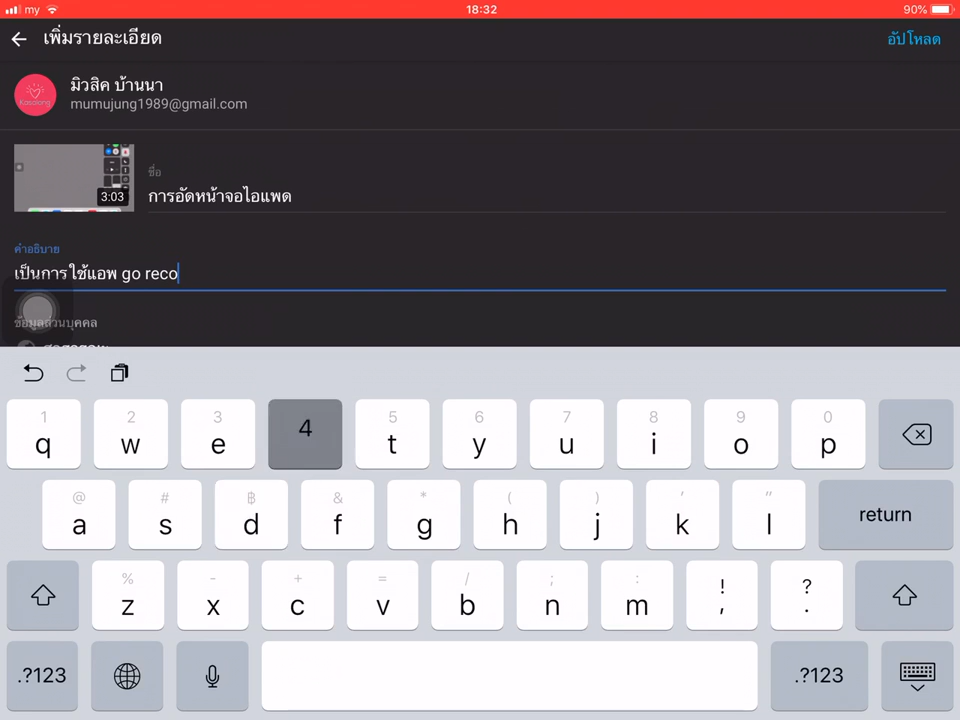 my 18:32 90%
เพิ่มรายละเอียด อัปโหลด
มิวสิค บ้านนา
mumujung1989@gmail.com
ชื่อ
3:03 การอัดหน้าจอไอแพด
คำอธิบาย
เป็นการใช้แอพ go reco
ข้อมูลส่วนบุคคล
1 2 3 4 5 6 7 8 9 0
q w e t y u i o p
@ # ฿ & * ( ) ' "
a s d f g h j k l return
% - + = / ; : ! ?
z x c v b n m , .
.?123 .?123